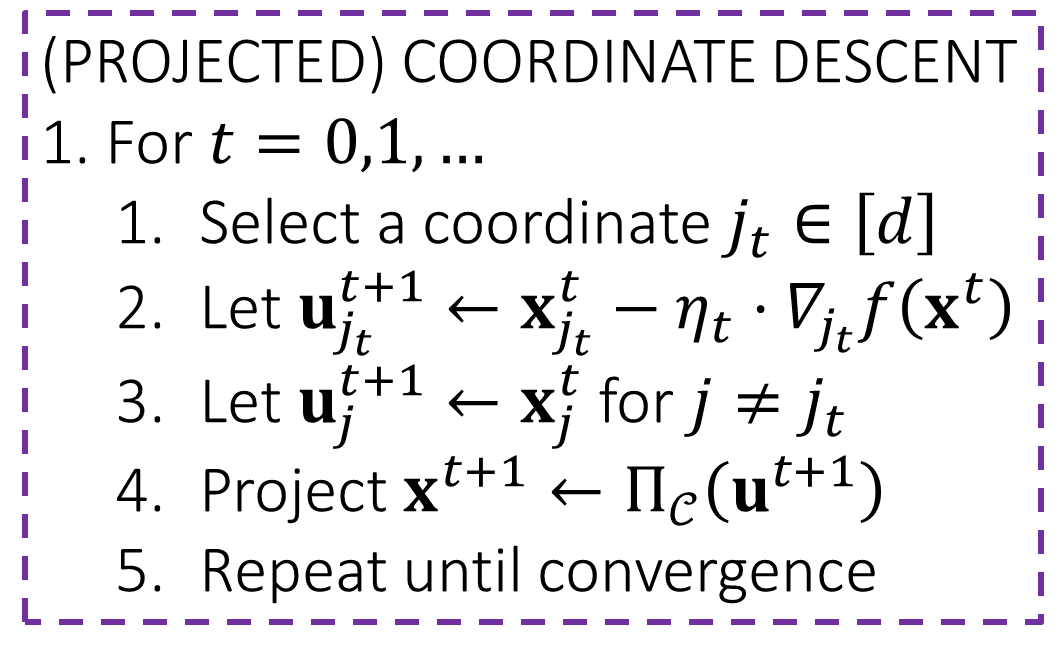 (PROJECTED) COORDINATE DESCENT
1. For 𝑡 = 0,1, …
1. Select a coordinate 𝑗ₜ ∈ [𝑑]
2. Let 𝐮_{𝑗_𝑡}^{𝑡+1} ← 𝐱_{𝑗_𝑡}^{𝑡} − 𝜂_𝑡 · ∇_{𝑗_𝑡}𝑓(𝐱^𝑡)
3. Let 𝐮_𝑗^{𝑡+1} ← 𝐱_𝑗^𝑡 for 𝑗 ≠ 𝑗_𝑡
4. Project 𝐱^{𝑡+1} ← Π_𝒞(𝐮^{𝑡+1})
5. Repeat until convergence